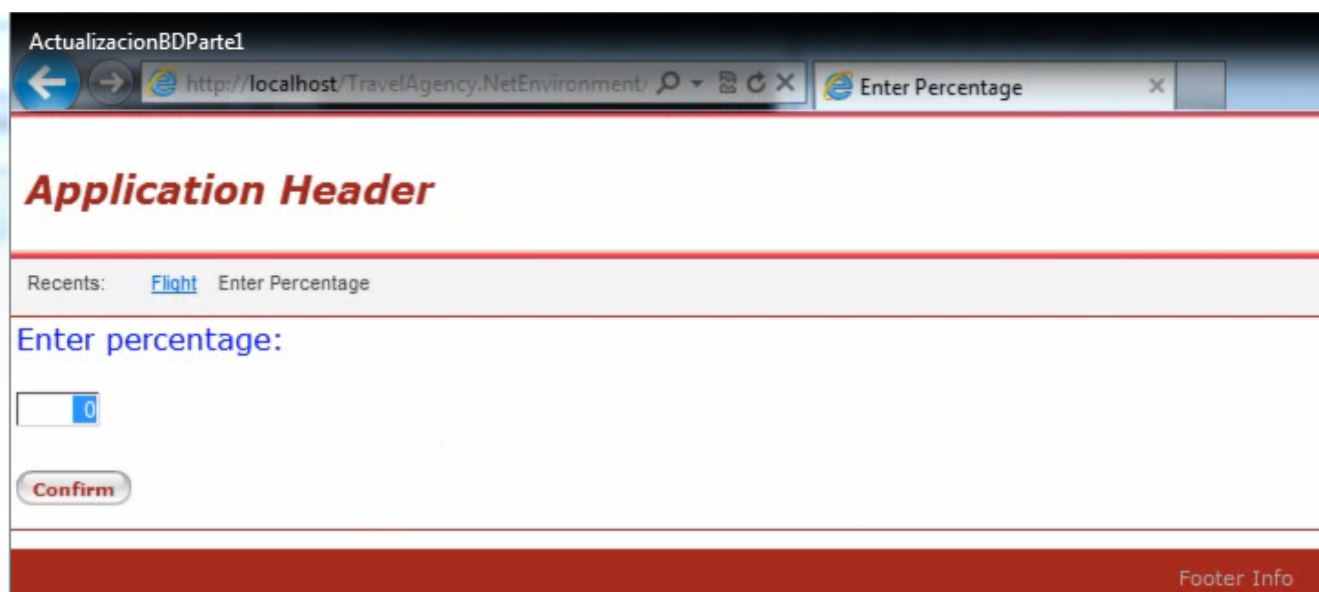 ActualizacionBDParte1
http://localhost/TravelAgency.NetEnvironment/ Enter Percentage
Application Header
Recents: Flight Enter Percentage
Enter percentage:
0
Confirm
Footer Info